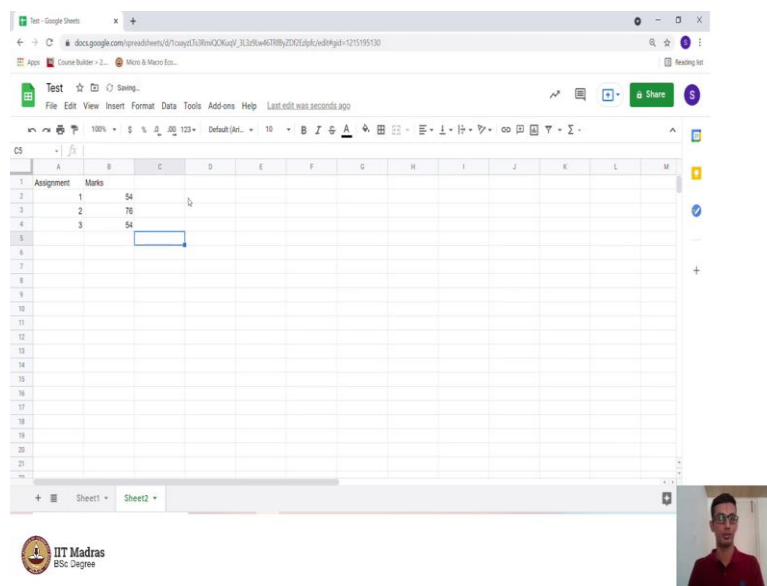 Test - Google Sheets
docs.google.com/spreadsheets/d/
Apps Course Builder > 2... Micro & Macro Eco...
Reading list
Test Saving...
File Edit View Insert Format Data Tools Add-ons Help Last edit was seconds ago
Share S
100% $ % .0 .00 123 Default (Ari... 10 B I S A
C5 fx
A B C D E F G H I J K L M
1 Assignment Marks
2 1 54
3 2 76
4 3 54
5
6
7
8
9
10
11
12
13
14
15
16
17
18
19
20
21
Sheet1 Sheet2
IIT Madras
BSc Degree